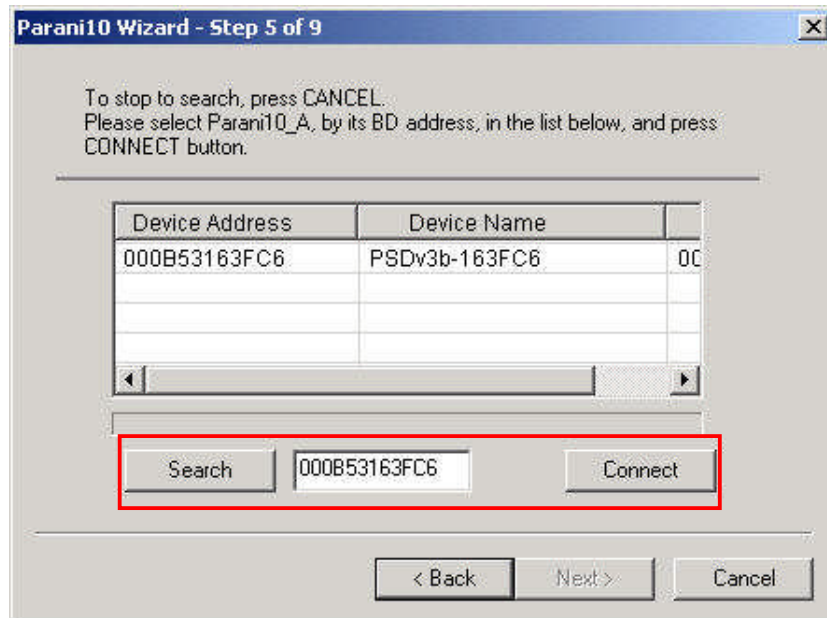 Parani10 Wizard - Step 5 of 9
To stop to search, press CANCEL.
Please select Parani10_A, by its BD address, in the list below, and press
CONNECT button.
Device Address Device Name
000B53163FC6 PSDv3b-163FC6 00
Search 000B53163FC6 Connect
< Back Next > Cancel